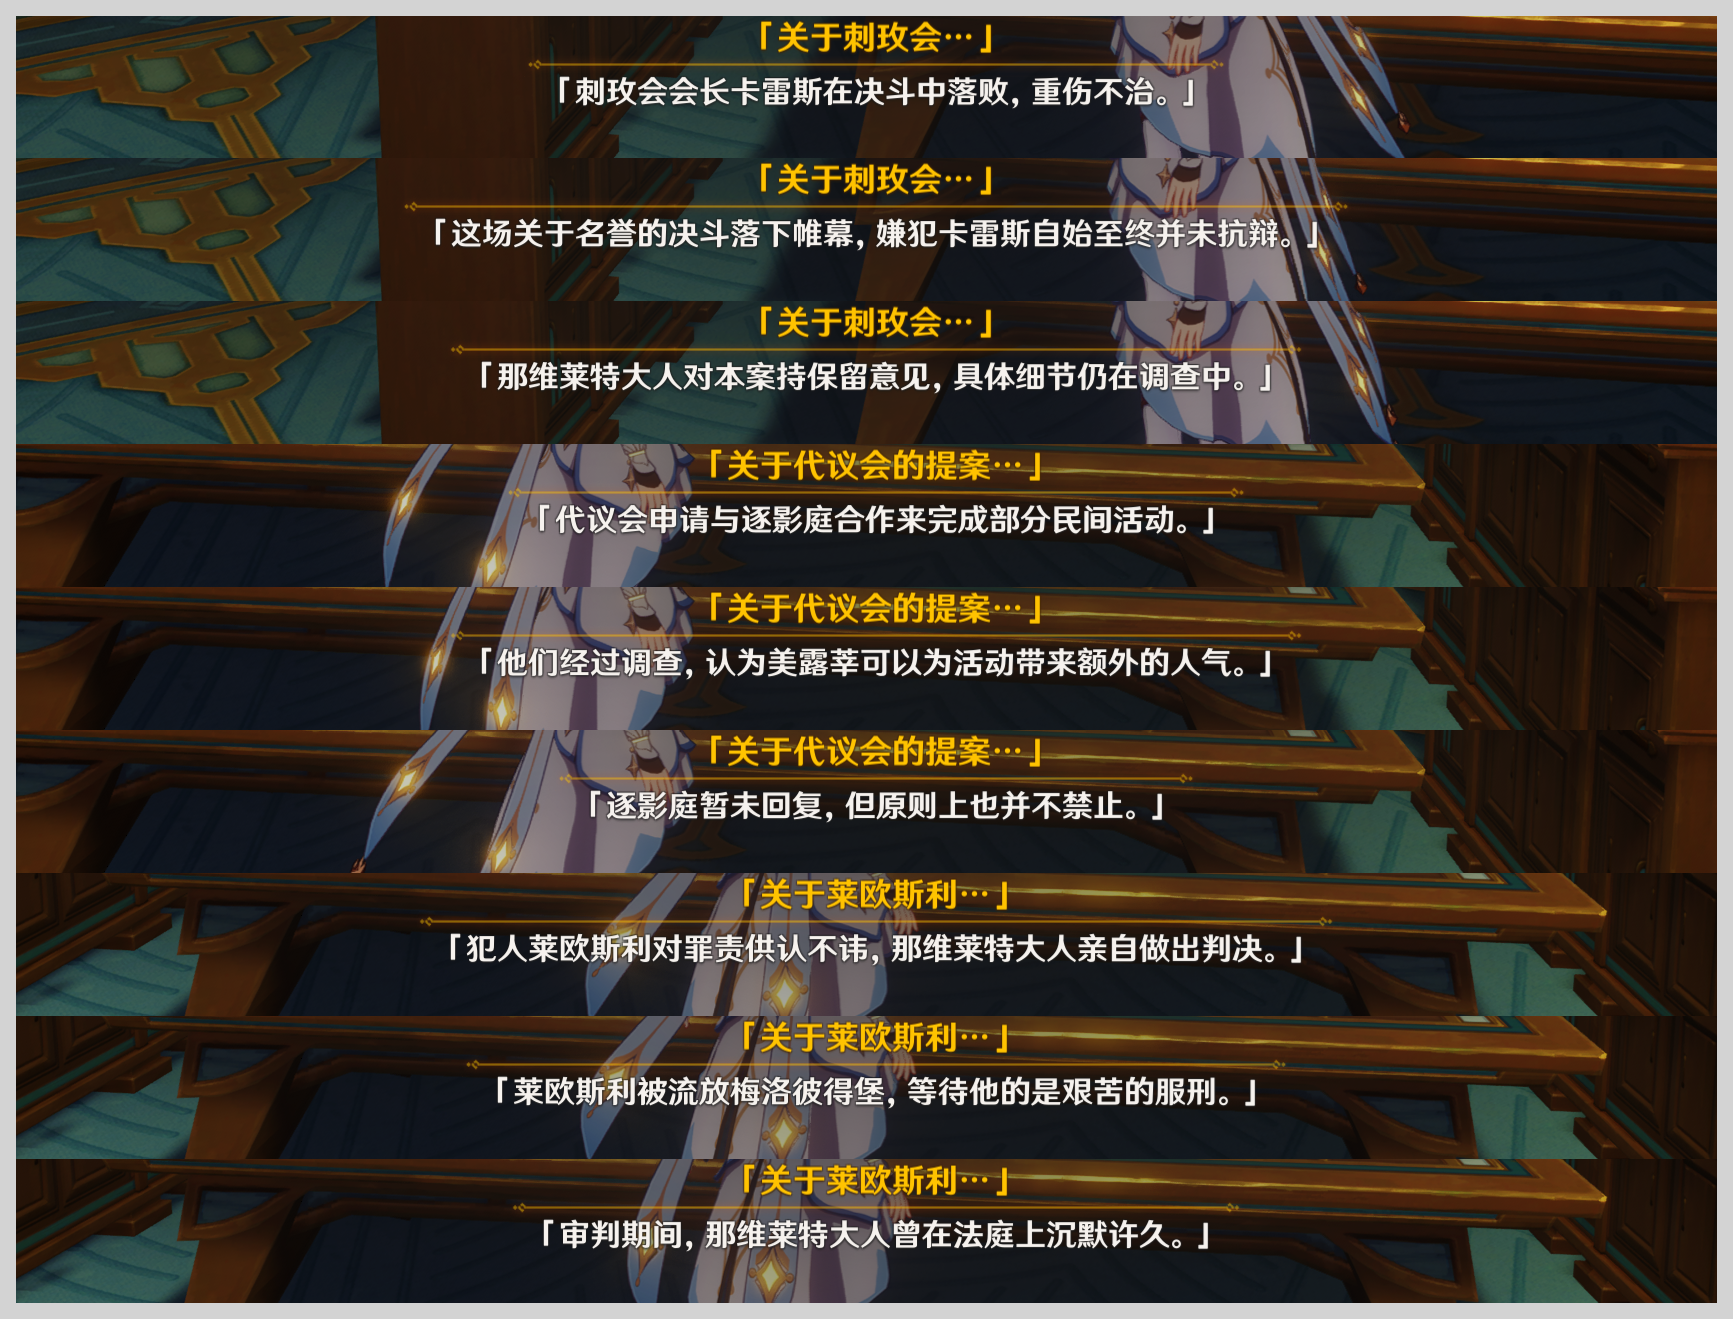 「关于刺玫会…」
「刺玫会会长卡雷斯在决斗中落败，重伤不治。」
「关于刺玫会…」
「这场关于名誉的决斗落下帷幕，嫌犯卡雷斯自始至终并未抗辩。」
「关于刺玫会…」
「那维莱特大人对本案持保留意见，具体细节仍在调查中。」
「关于代议会的提案…」
「代议会申请与逐影庭合作来完成部分民间活动。」
「关于代议会的提案…」
「他们经过调查，认为美露莘可以为活动带来额外的人气。」
「关于代议会的提案…」
「逐影庭暂未回复，但原则上也并不禁止。」
「关于莱欧斯利…」
「犯人莱欧斯利对罪责供认不讳，那维莱特大人亲自做出判决。」
「关于莱欧斯利…」
「莱欧斯利被流放梅洛彼得堡，等待他的是艰苦的服刑。」
「关于莱欧斯利…」
「审判期间，那维莱特大人曾在法庭上沉默许久。」